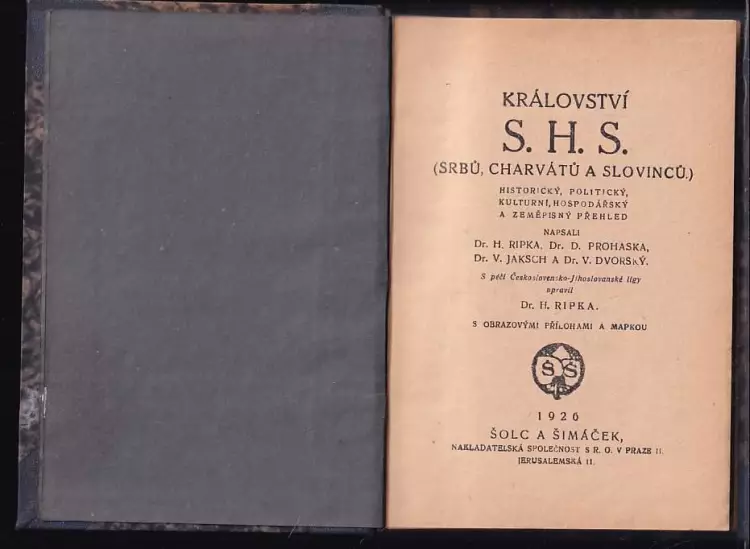 KRÁLOVSTVÍ
S. H. S.
(SRBŮ, CHARVÁTŮ A SLOVINCŮ.)
HISTORICKÝ, POLITICKÝ,
KULTURNÍ, HOSPODÁŘSKÝ
A ZEMĚPISNÝ PŘEHLED
NAPSALI
Dr. H. RIPKA, Dr. D. PROHASKA,
Dr. V. JAKSCH A Dr. V. DVORSKÝ.
S péčí Československo-Jihoslovanské ligy
upravil
Dr. H. RIPKA.
S OBRAZOVÝMI PŘÍLOHAMI A MAPKOU
Š Š
1926
ŠOLC A ŠIMÁČEK,
NAKLADATELSKÁ SPOLEČNOST S R. O. V PRAZE II.
JERUSALEMSKÁ 11.